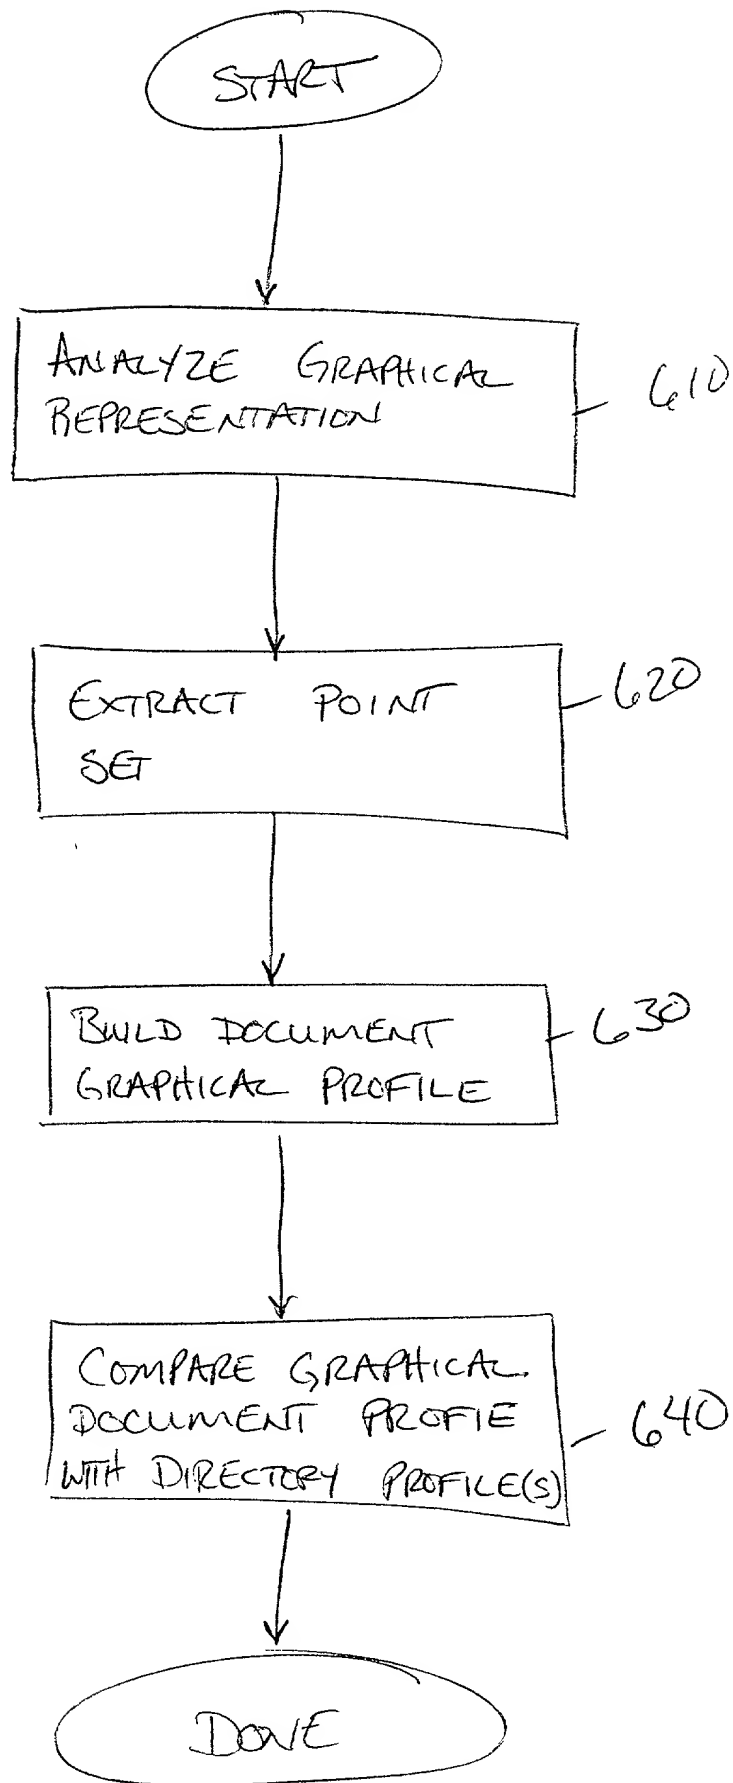 START
ANALYZE GRAPHICAL
REPRESENTATION
610
EXTRACT POINT
SET
620
BUILD DOCUMENT
GRAPHICAL PROFILE
630
COMPARE GRAPHICAL
DOCUMENT PROFIE
WITH DIRECTORY PROFILE(S)
640
DONE